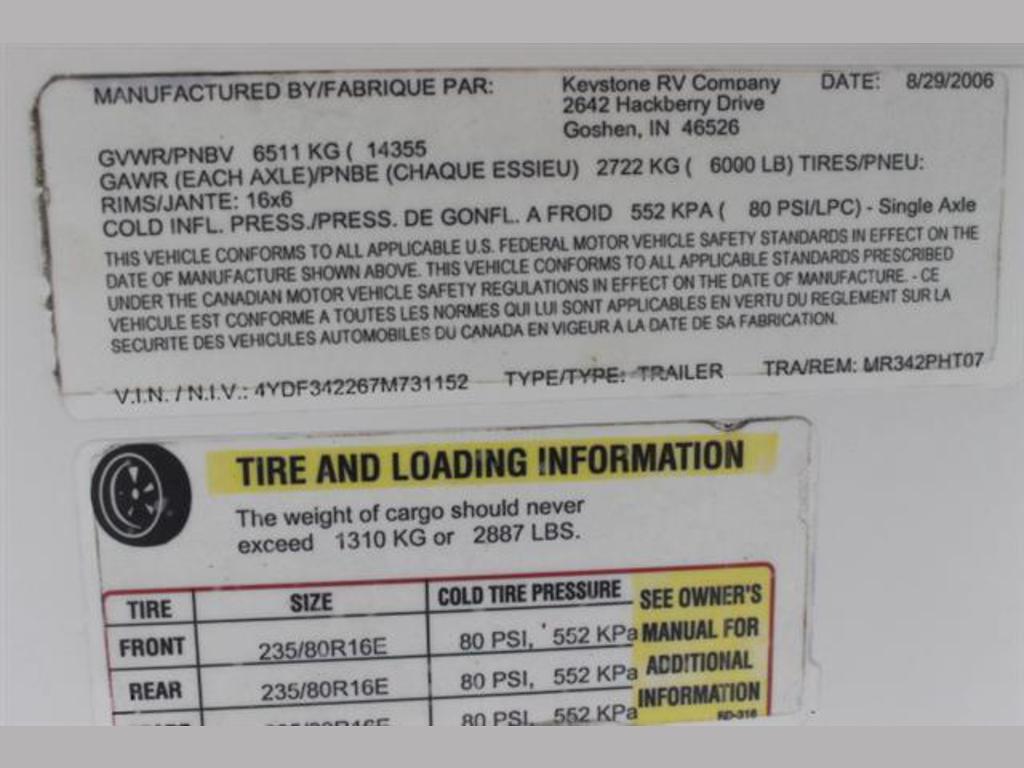 MANUFACTURED BY/FABRIQUE PAR: Keystone RV Company DATE: 8/29/2006
2642 Hackberry Drive
Goshen, IN 46526
GVWR/PNBV 6511 KG ( 14355
GAWR (EACH AXLE)/PNBE (CHAQUE ESSIEU) 2722 KG ( 6000 LB) TIRES/PNEU:
RIMS/JANTE: 16x6
COLD INFL. PRESS./PRESS. DE GONFL. A FROID 552 KPA ( 80 PSI/LPC) - Single Axle
THIS VEHICLE CONFORMS TO ALL APPLICABLE U.S. FEDERAL MOTOR VEHICLE SAFETY STANDARDS IN EFFECT ON THE
DATE OF MANUFACTURE SHOWN ABOVE. THIS VEHICLE CONFORMS TO ALL APPLICABLE STANDARDS PRESCRIBED
UNDER THE CANADIAN MOTOR VEHICLE SAFETY REGULATIONS IN EFFECT ON THE DATE OF MANUFACTURE. - CE
VEHICULE EST CONFORME A TOUTES LES NORMES QUI LUI SONT APPLICABLES EN VERTU DU REGLEMENT SUR LA
SECURITE DES VEHICULES AUTOMOBILES DU CANADA EN VIGEUR A LA DATE DE SA FABRICATION.
V.I.N. / N.I.V.: 4YDF342267M731152 TYPE/TYPE: TRAILER TRA/REM: MR342PHT07
TIRE AND LOADING INFORMATION
The weight of cargo should never
exceed 1310 KG or 2887 LBS.
TIRE SIZE COLD TIRE PRESSURE
FRONT 235/80R16E 80 PSI, 552 KPa
REAR 235/80R16E 80 PSI, 552 KPa
80 PSI, 552 KPa
SEE OWNER'S
MANUAL FOR
ADDITIONAL
INFORMATION
RD-316